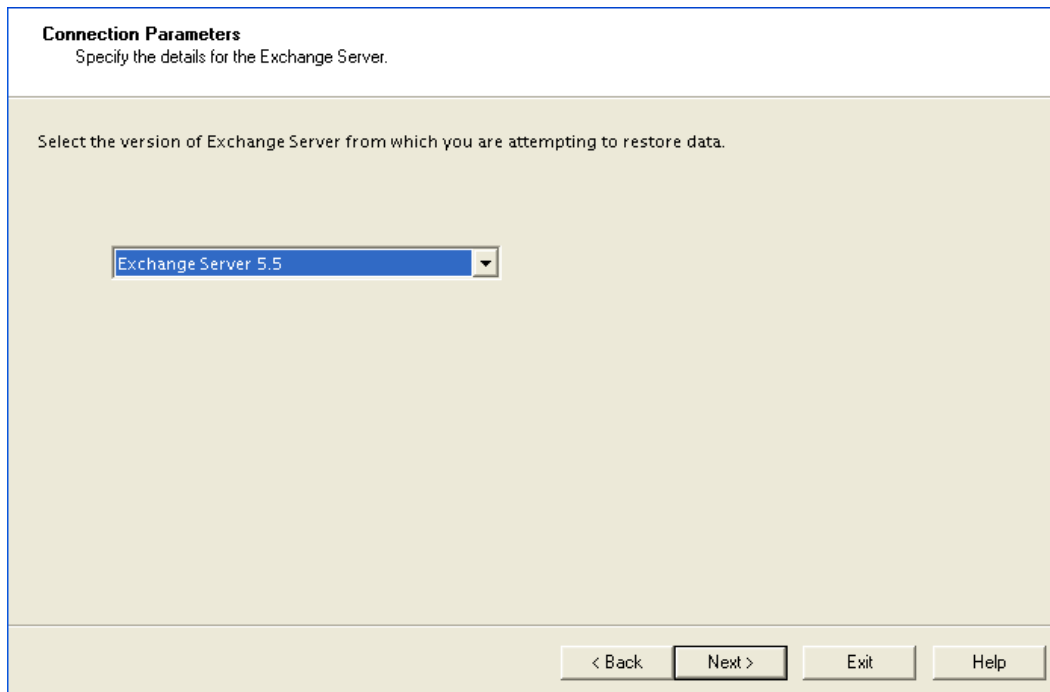 Connection Parameters
Specify the details for the Exchange Server.
Select the version of Exchange Server from which you are attempting to restore data.
Exchange Server 5.5
< Back
Next >
Exit
Help